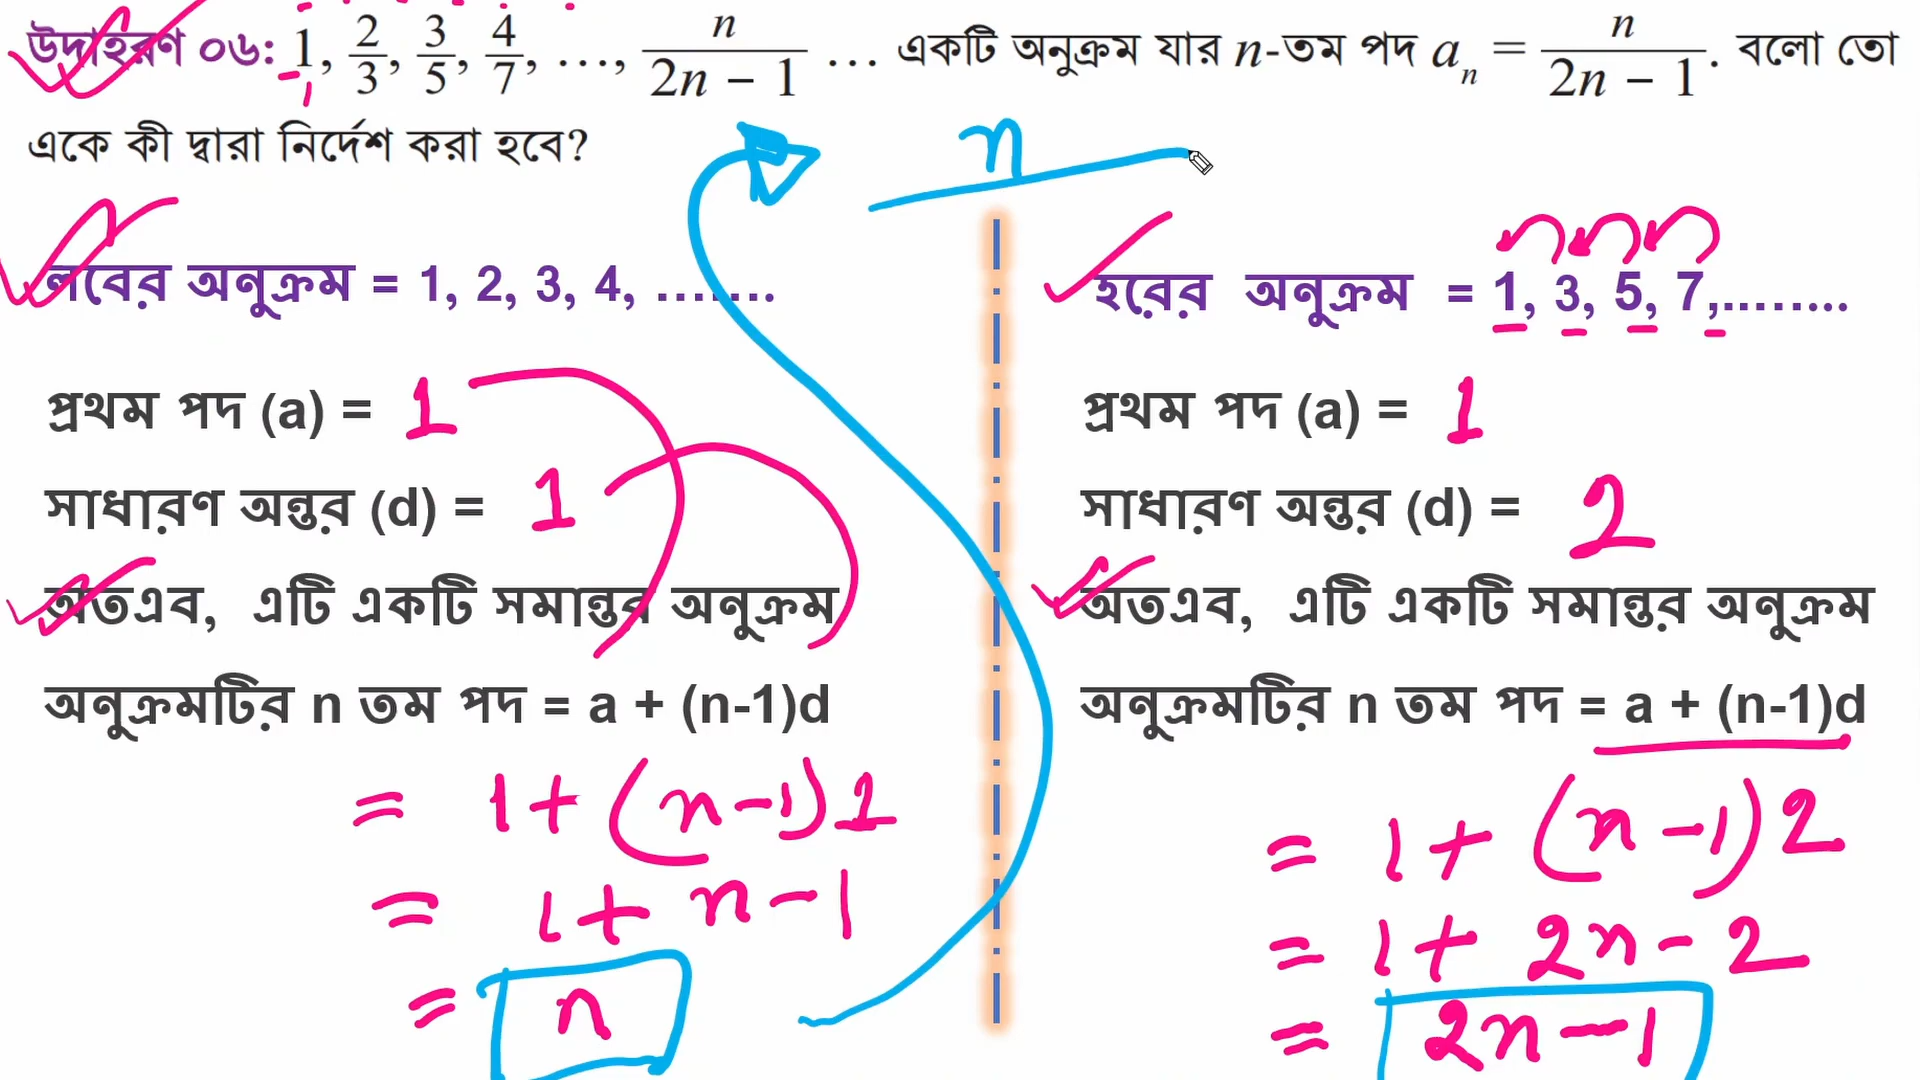 উদাহরণ ০৬: 1, 2/3, 3/5, 4/7, ..., n/(2n − 1) ... একটি অনুক্রম যার n-তম পদ aₙ = n/(2n − 1). বলো তো
একে কী দ্বারা নির্দেশ করা হবে?
n
লবের অনুক্রম = 1, 2, 3, 4, …….
প্রথম পদ (a) = 1
সাধারণ অন্তর (d) = 1
অতএব, এটি একটি সমান্তর অনুক্রম
অনুক্রমটির n তম পদ = a + (n-1)d
= 1 + (n-1)1
= 1 + n - 1
= n
হরের অনুক্রম = 1, 3, 5, 7,……..
প্রথম পদ (a) = 1
সাধারণ অন্তর (d) = 2
অতএব, এটি একটি সমান্তর অনুক্রম
অনুক্রমটির n তম পদ = a + (n-1)d
= 1 + (n-1)2
= 1 + 2n - 2
= 2n - 1